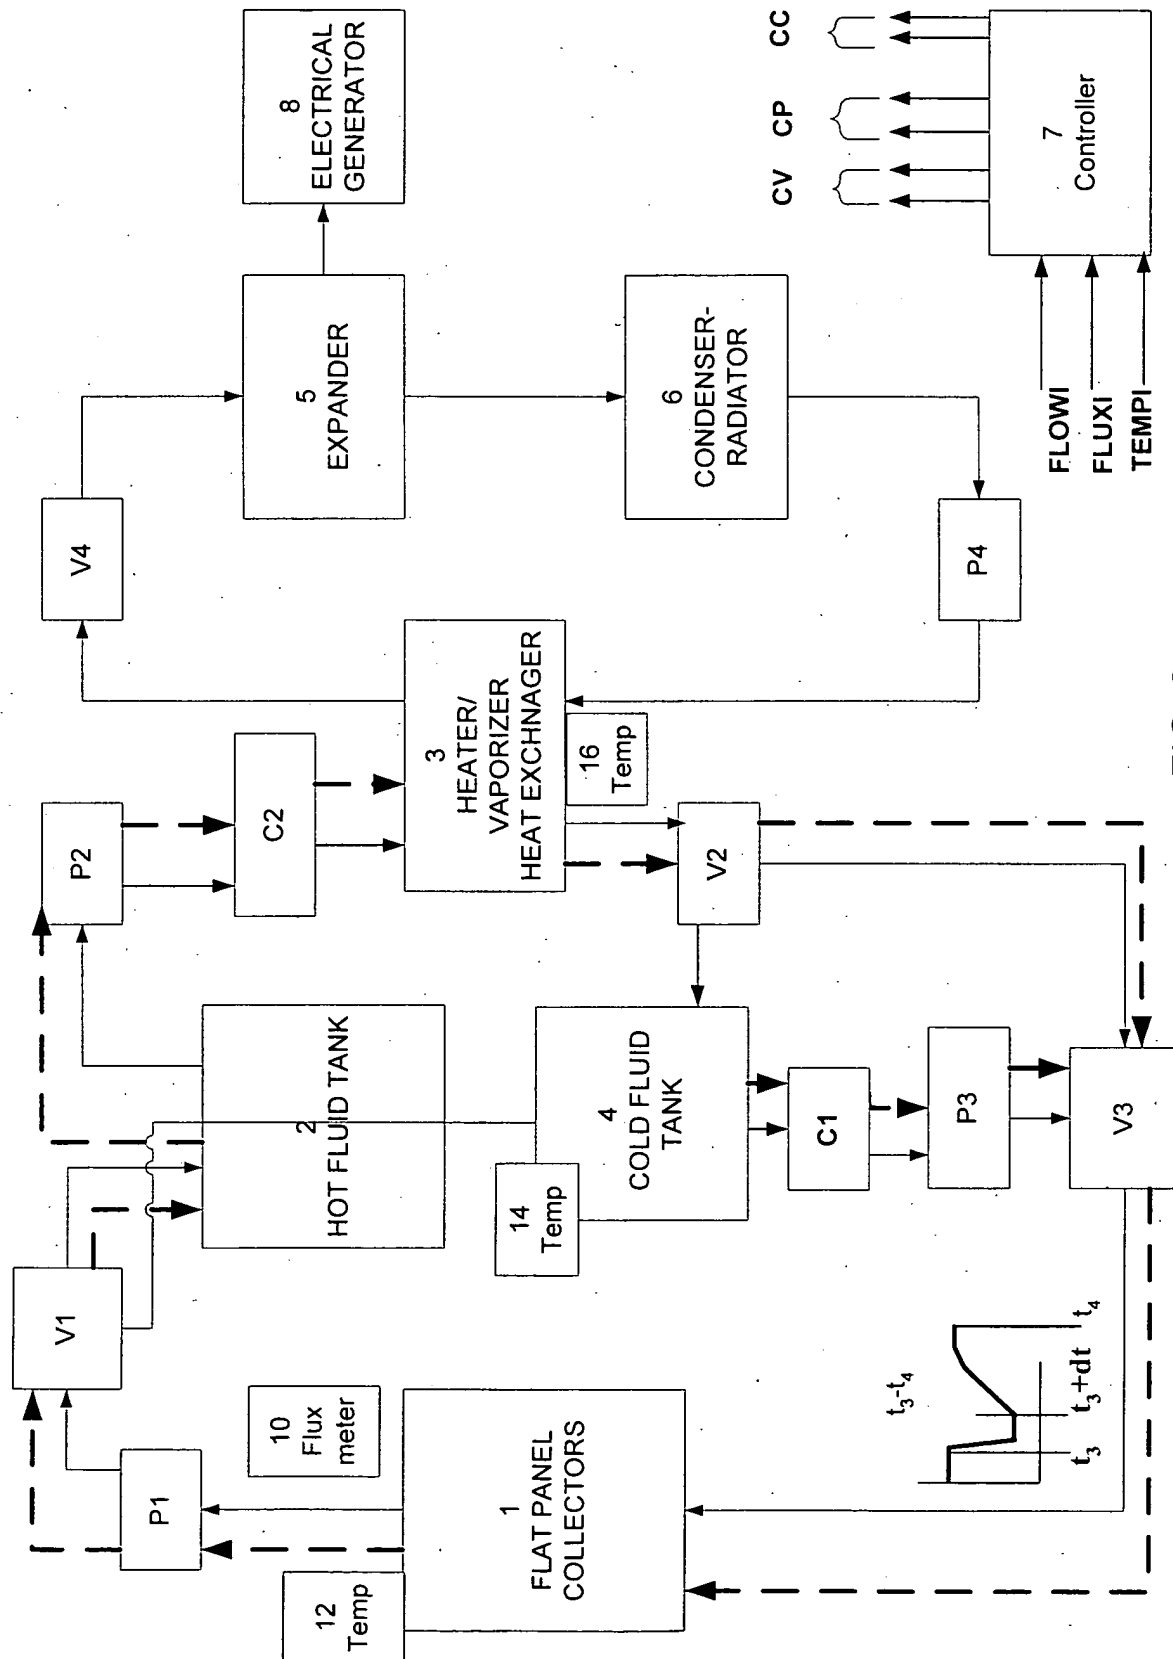 12
Temp
1
FLAT PANEL
COLLECTORS
10
Flux
meter
P1
V1
2
HOT FLUID TANK
14
Temp
4
COLD FLUID
TANK
C1
P3
V3
P2
C2
3
HEATER/
VAPORIZER
HEAT EXCHNAGER
16
Temp
V2
V4
P4
5
EXPANDER
6
CONDENSER-
RADIATOR
8
ELECTRICAL
GENERATOR
7
Controller
CV
CP
CC
FLOWI
FLUXI
TEMPI
t3-t4
t3
t3+dt
t4